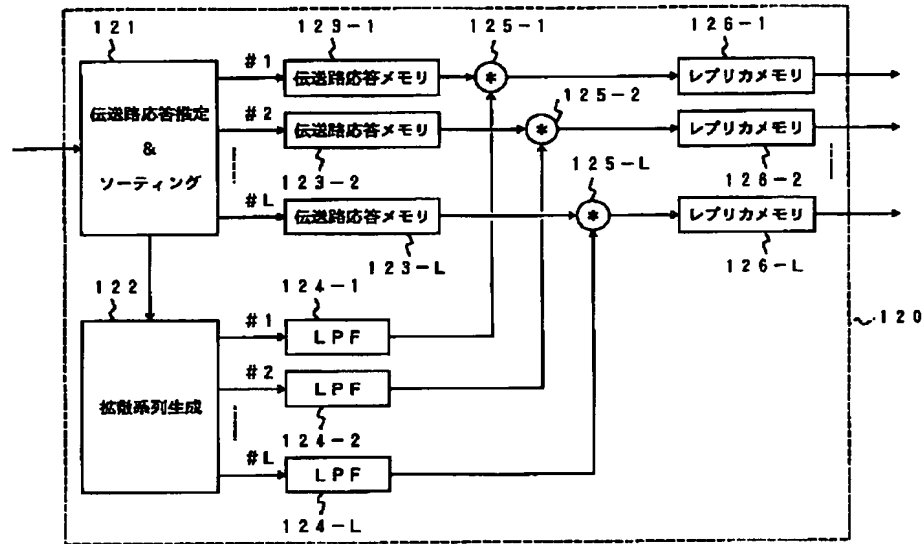 121
129-1
125-1
126-1
#1
伝送路応答メモリ
*
レプリカメモリ
伝送路応答推定
&
ソーティング
#2
伝送路応答メモリ
*
125-2
レプリカメモリ
123-2
125-L
126-2
#L
伝送路応答メモリ
*
レプリカメモリ
123-L
126-L
122
124-1
#1
LPF
120
#2
LPF
拡散系列生成
124-2
#L
LPF
124-L